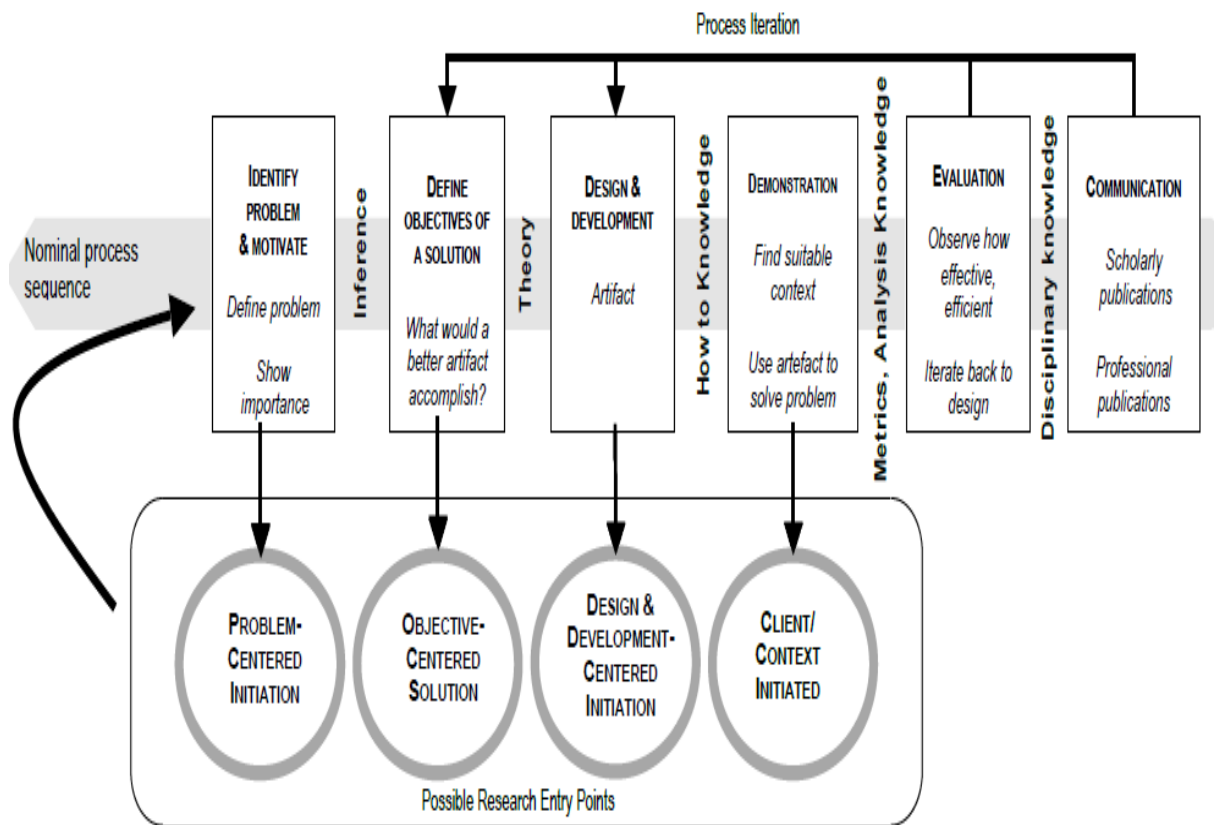 Process Iteration
Nominal process
sequence
IDENTIFY
PROBLEM
& MOTIVATE
Define problem
Show
importance
Inference
DEFINE
OBJECTIVES OF
A SOLUTION
What would a
better artifact
accomplish?
Theory
DESIGN &
DEVELOPMENT
Artifact
How to Knowledge
DEMONSTRATION
Find suitable
context
Use artefact to
solve problem
Metrics, Analysis Knowledge
EVALUATION
Observe how
effective,
efficient
Iterate back to
design
Disciplinary knowledge
COMMUNICATION
Scholarly
publications
Professional
publications
PROBLEM-
CENTERED
INITIATION
OBJECTIVE-
CENTERED
SOLUTION
DESIGN &
DEVELOPMENT-
CENTERED
INITIATION
CLIENT/
CONTEXT
INITIATED
Possible Research Entry Points